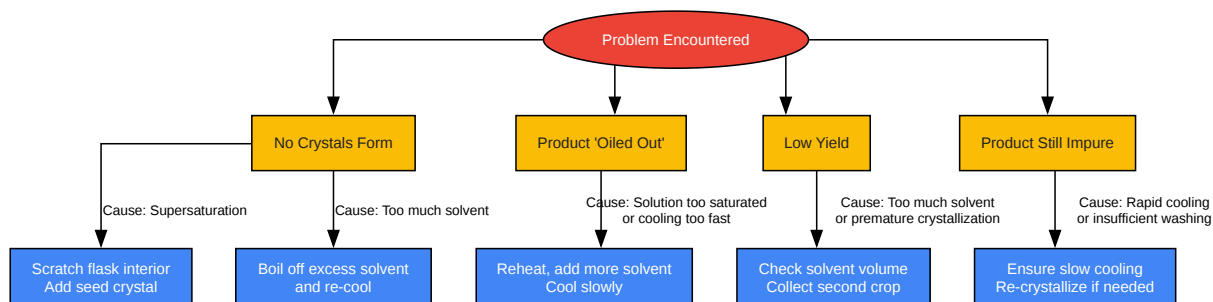 Problem Encountered
No Crystals Form
Product 'Oiled Out'
Low Yield
Product Still Impure
Cause: Supersaturation
Cause: Too much solvent
Cause: Solution too saturated
or cooling too fast
Cause: Too much solvent
or premature crystallization
Cause: Rapid cooling
or insufficient washing
Scratch flask interior
Add seed crystal
Boil off excess solvent
and re-cool
Reheat, add more solvent
Cool slowly
Check solvent volume
Collect second crop
Ensure slow cooling
Re-crystallize if needed